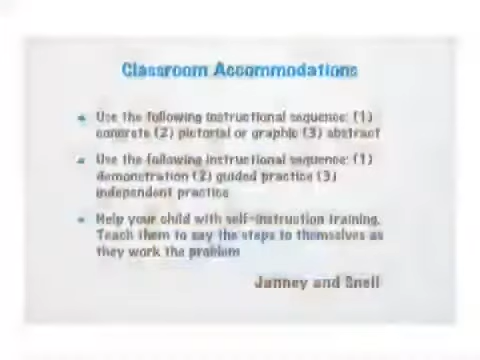 Classroom Accommodations
Use the following instructional sequence: (1)
concrete (2) pictorial or graphic (3) abstract
Use the following instructional sequence: (1)
demonstration (2) guided practice (3)
independent practice
Help your child with self-instruction training.
Teach them to say the steps to themselves as
they work the problem
Janney and Snell